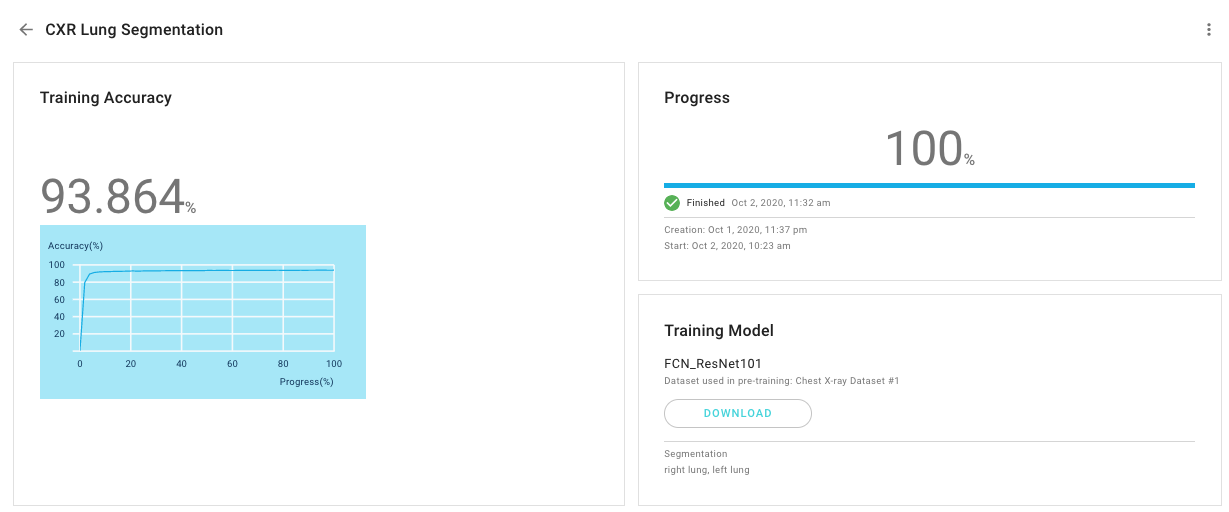 CXR Lung Segmentation
Training Accuracy
93.864%
Accuracy(%)
100
80
60
40
20
0 20 40 60 80 100
Progress(%)
Progress
100%
Finished Oct 2, 2020, 11:32 am
Creation: Oct 1, 2020, 11:37 pm
Start: Oct 2, 2020, 10:23 am
Training Model
FCN_ResNet101
Dataset used in pre-training: Chest X-ray Dataset #1
DOWNLOAD
Segmentation
right lung, left lung